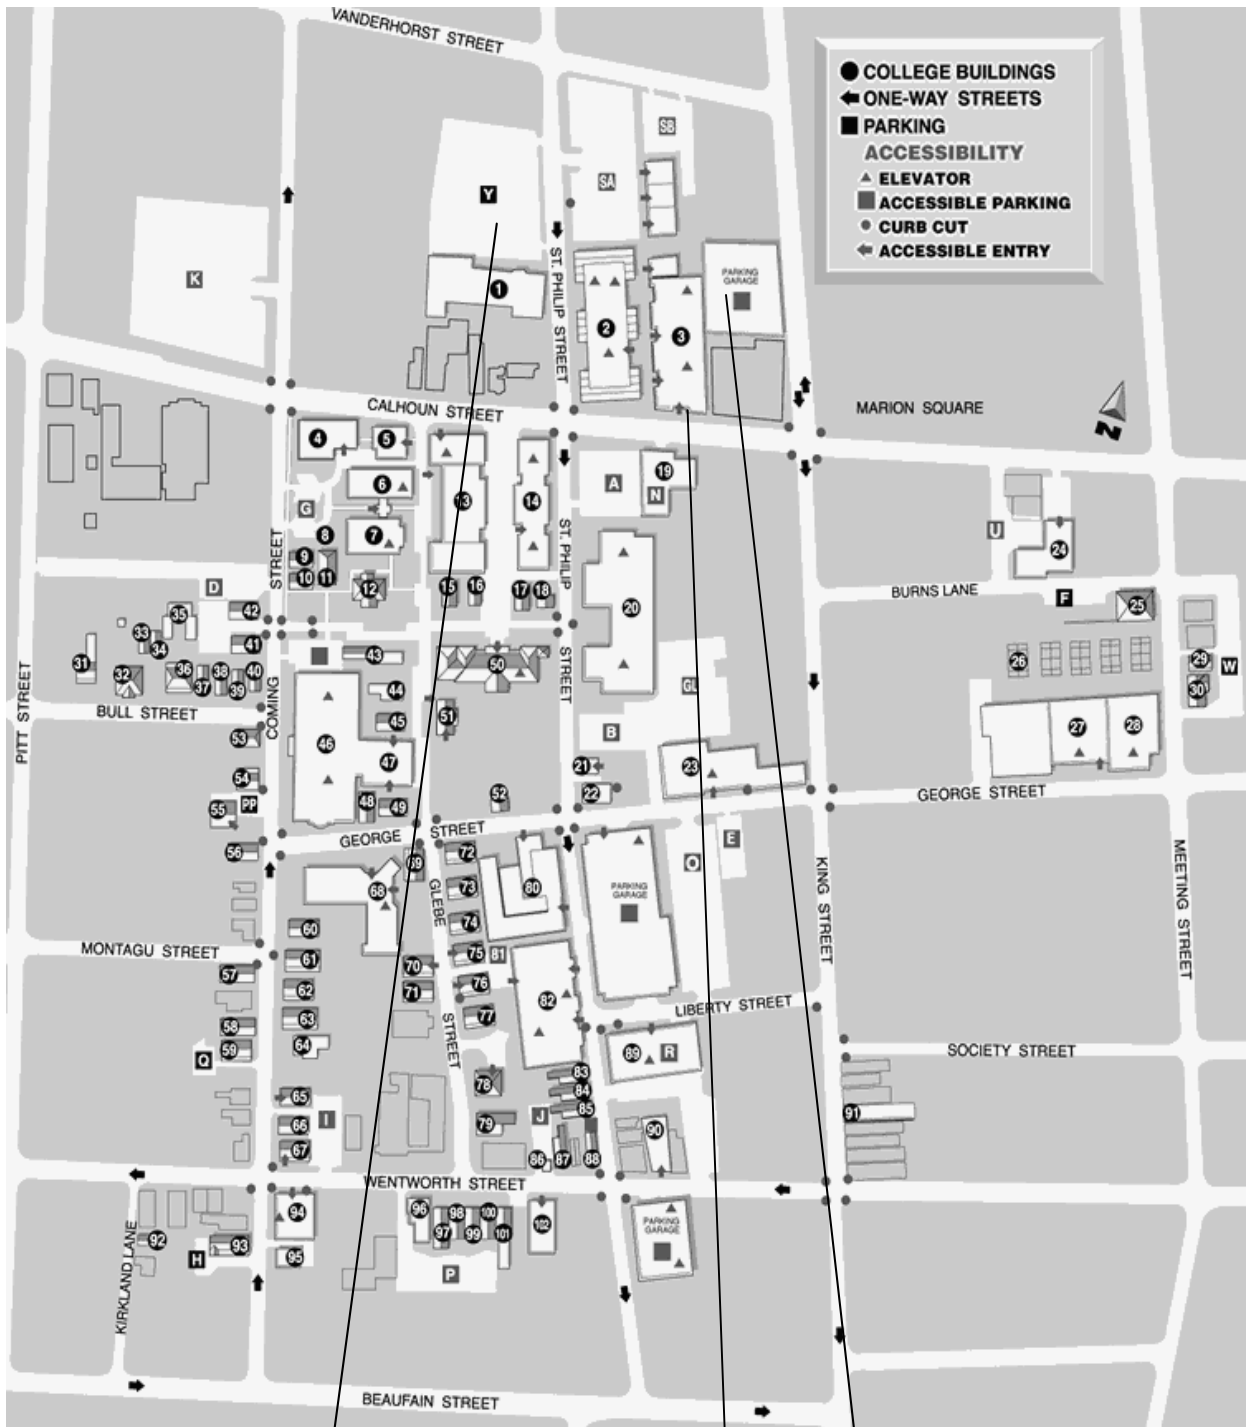 VANDERHORST STREET
COLLEGE BUILDINGS
ONE-WAY STREETS
PARKING
ACCESSIBILITY
ELEVATOR
ACCESSIBLE PARKING
CURB CUT
ACCESSIBLE ENTRY
SB
SA
Y
K
ST. PHILIP STREET
PARKING
GARAGE
1
2
3
CALHOUN STREET
MARION SQUARE
N
4
5
6
7
8
9
10
11
12
13
14
15
16
17
18
19
A
N
G
U
24
ST. PHILIP
STREET
STREET
COMING
D
BURNS LANE
F
25
20
42
35
33
34
41
31
32
36
37
38
39
40
43
44
45
46
47
48
49
50
51
52
26
29
30
W
27
28
GL
B
BULL STREET
PITT STREET
53
54
55
PP
56
21
22
23
GEORGE STREET
GEORGE STREET
KING STREET
MEETING STREET
GLEBE
STREET
69
72
73
74
75
76
77
68
80
81
82
PARKING
GARAGE
O
E
60
61
62
63
64
70
71
MONTAGU STREET
57
58
59
Q
LIBERTY STREET
SOCIETY STREET
89
R
78
79
83
84
85
J
86
87
88
90
91
65
66
67
I
WENTWORTH STREET
KIRKLAND LANE
92
93
H
94
95
96
97
98
99
100
101
102
P
PARKING
GARAGE
BEAUFAIN STREET